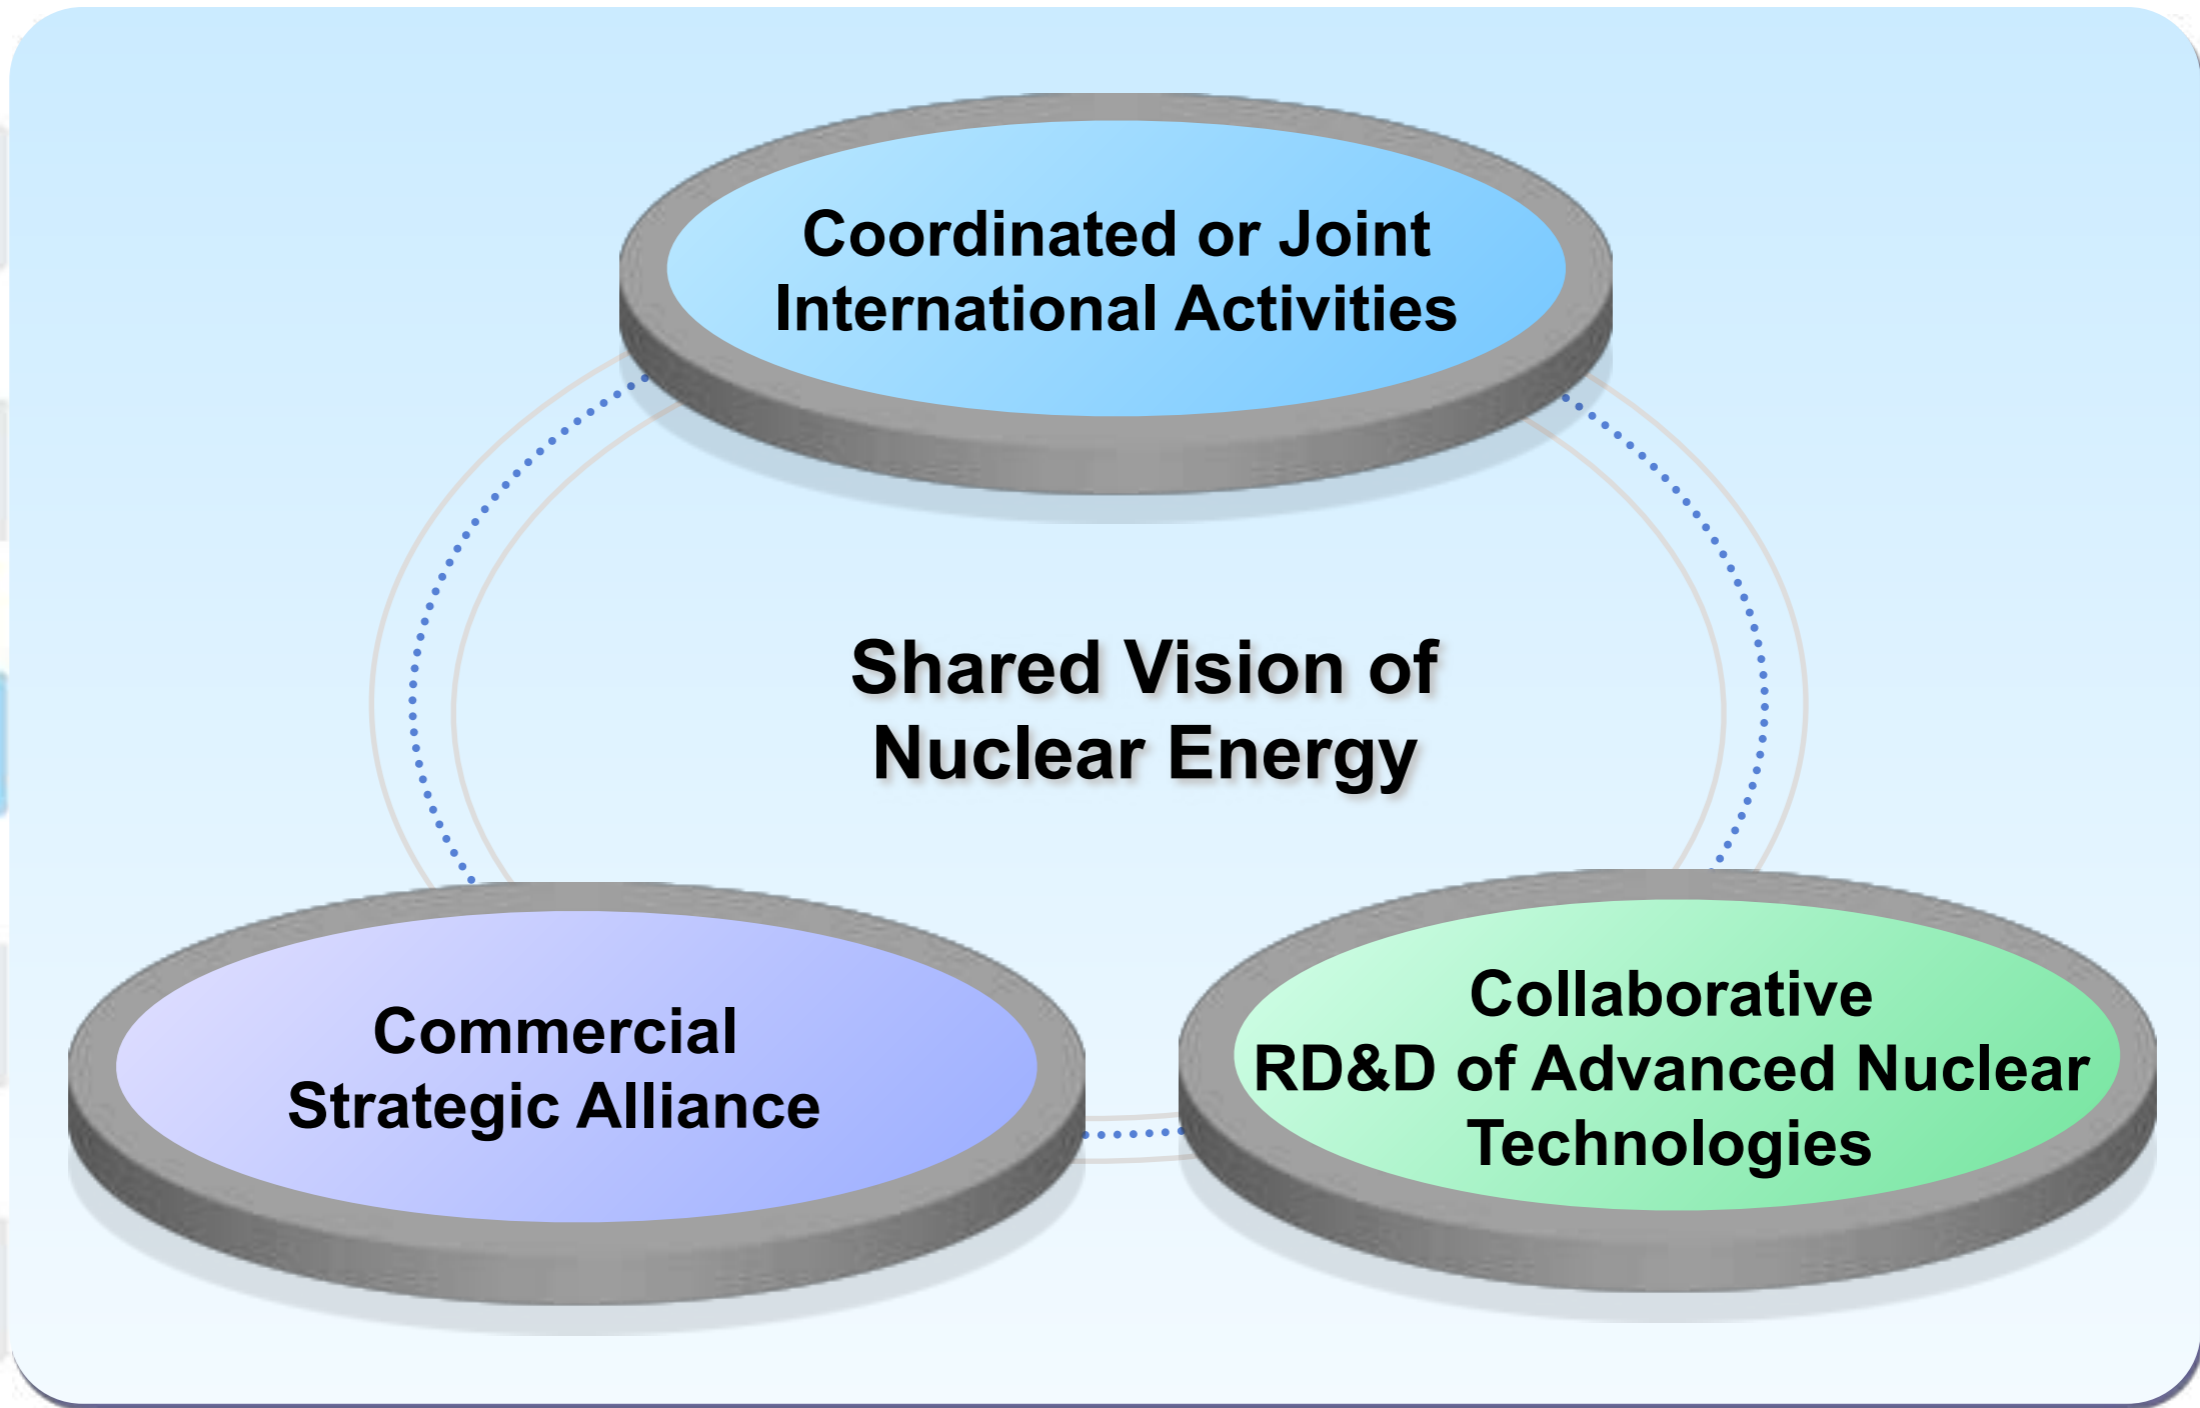 Coordinated or Joint
International Activities
Shared Vision of
Nuclear Energy
Commercial
Strategic Alliance
Collaborative
RD&D of Advanced Nuclear
Technologies